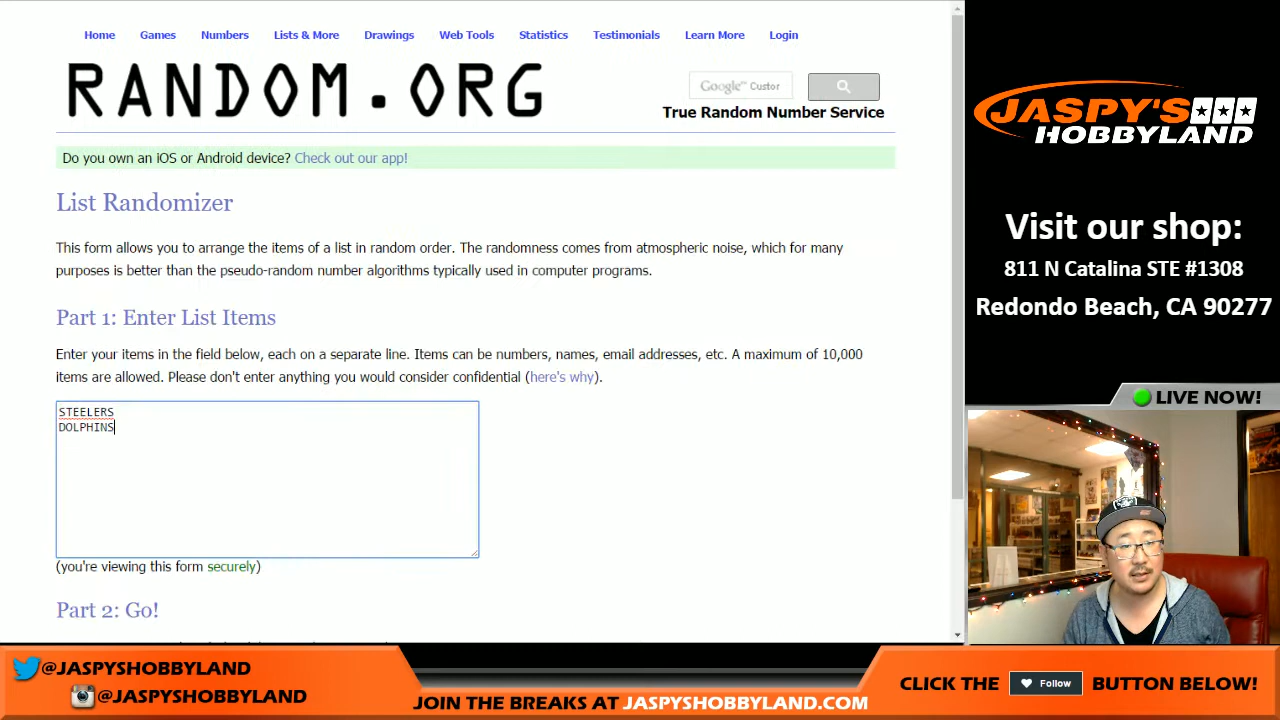 Home Games Numbers Lists & More Drawings Web Tools Statistics Testimonials Learn More Login
RANDOM.ORG
Google™ Custor
True Random Number Service
Do you own an iOS or Android device? Check out our app!
List Randomizer
This form allows you to arrange the items of a list in random order. The randomness comes from atmospheric noise, which for many
purposes is better than the pseudo-random number algorithms typically used in computer programs.
Part 1: Enter List Items
Enter your items in the field below, each on a separate line. Items can be numbers, names, email addresses, etc. A maximum of 10,000
items are allowed. Please don't enter anything you would consider confidential (here's why).
STEELERS
DOLPHINS
(you're viewing this form securely)
Part 2: Go!
JASPY'S
HOBBYLAND
Visit our shop:
811 N Catalina STE #1308
Redondo Beach, CA 90277
LIVE NOW!
@JASPYSHOBBYLAND
@JASPYSHOBBYLAND
JOIN THE BREAKS AT JASPYSHOBBYLAND.COM
CLICK THE Follow BUTTON BELOW!